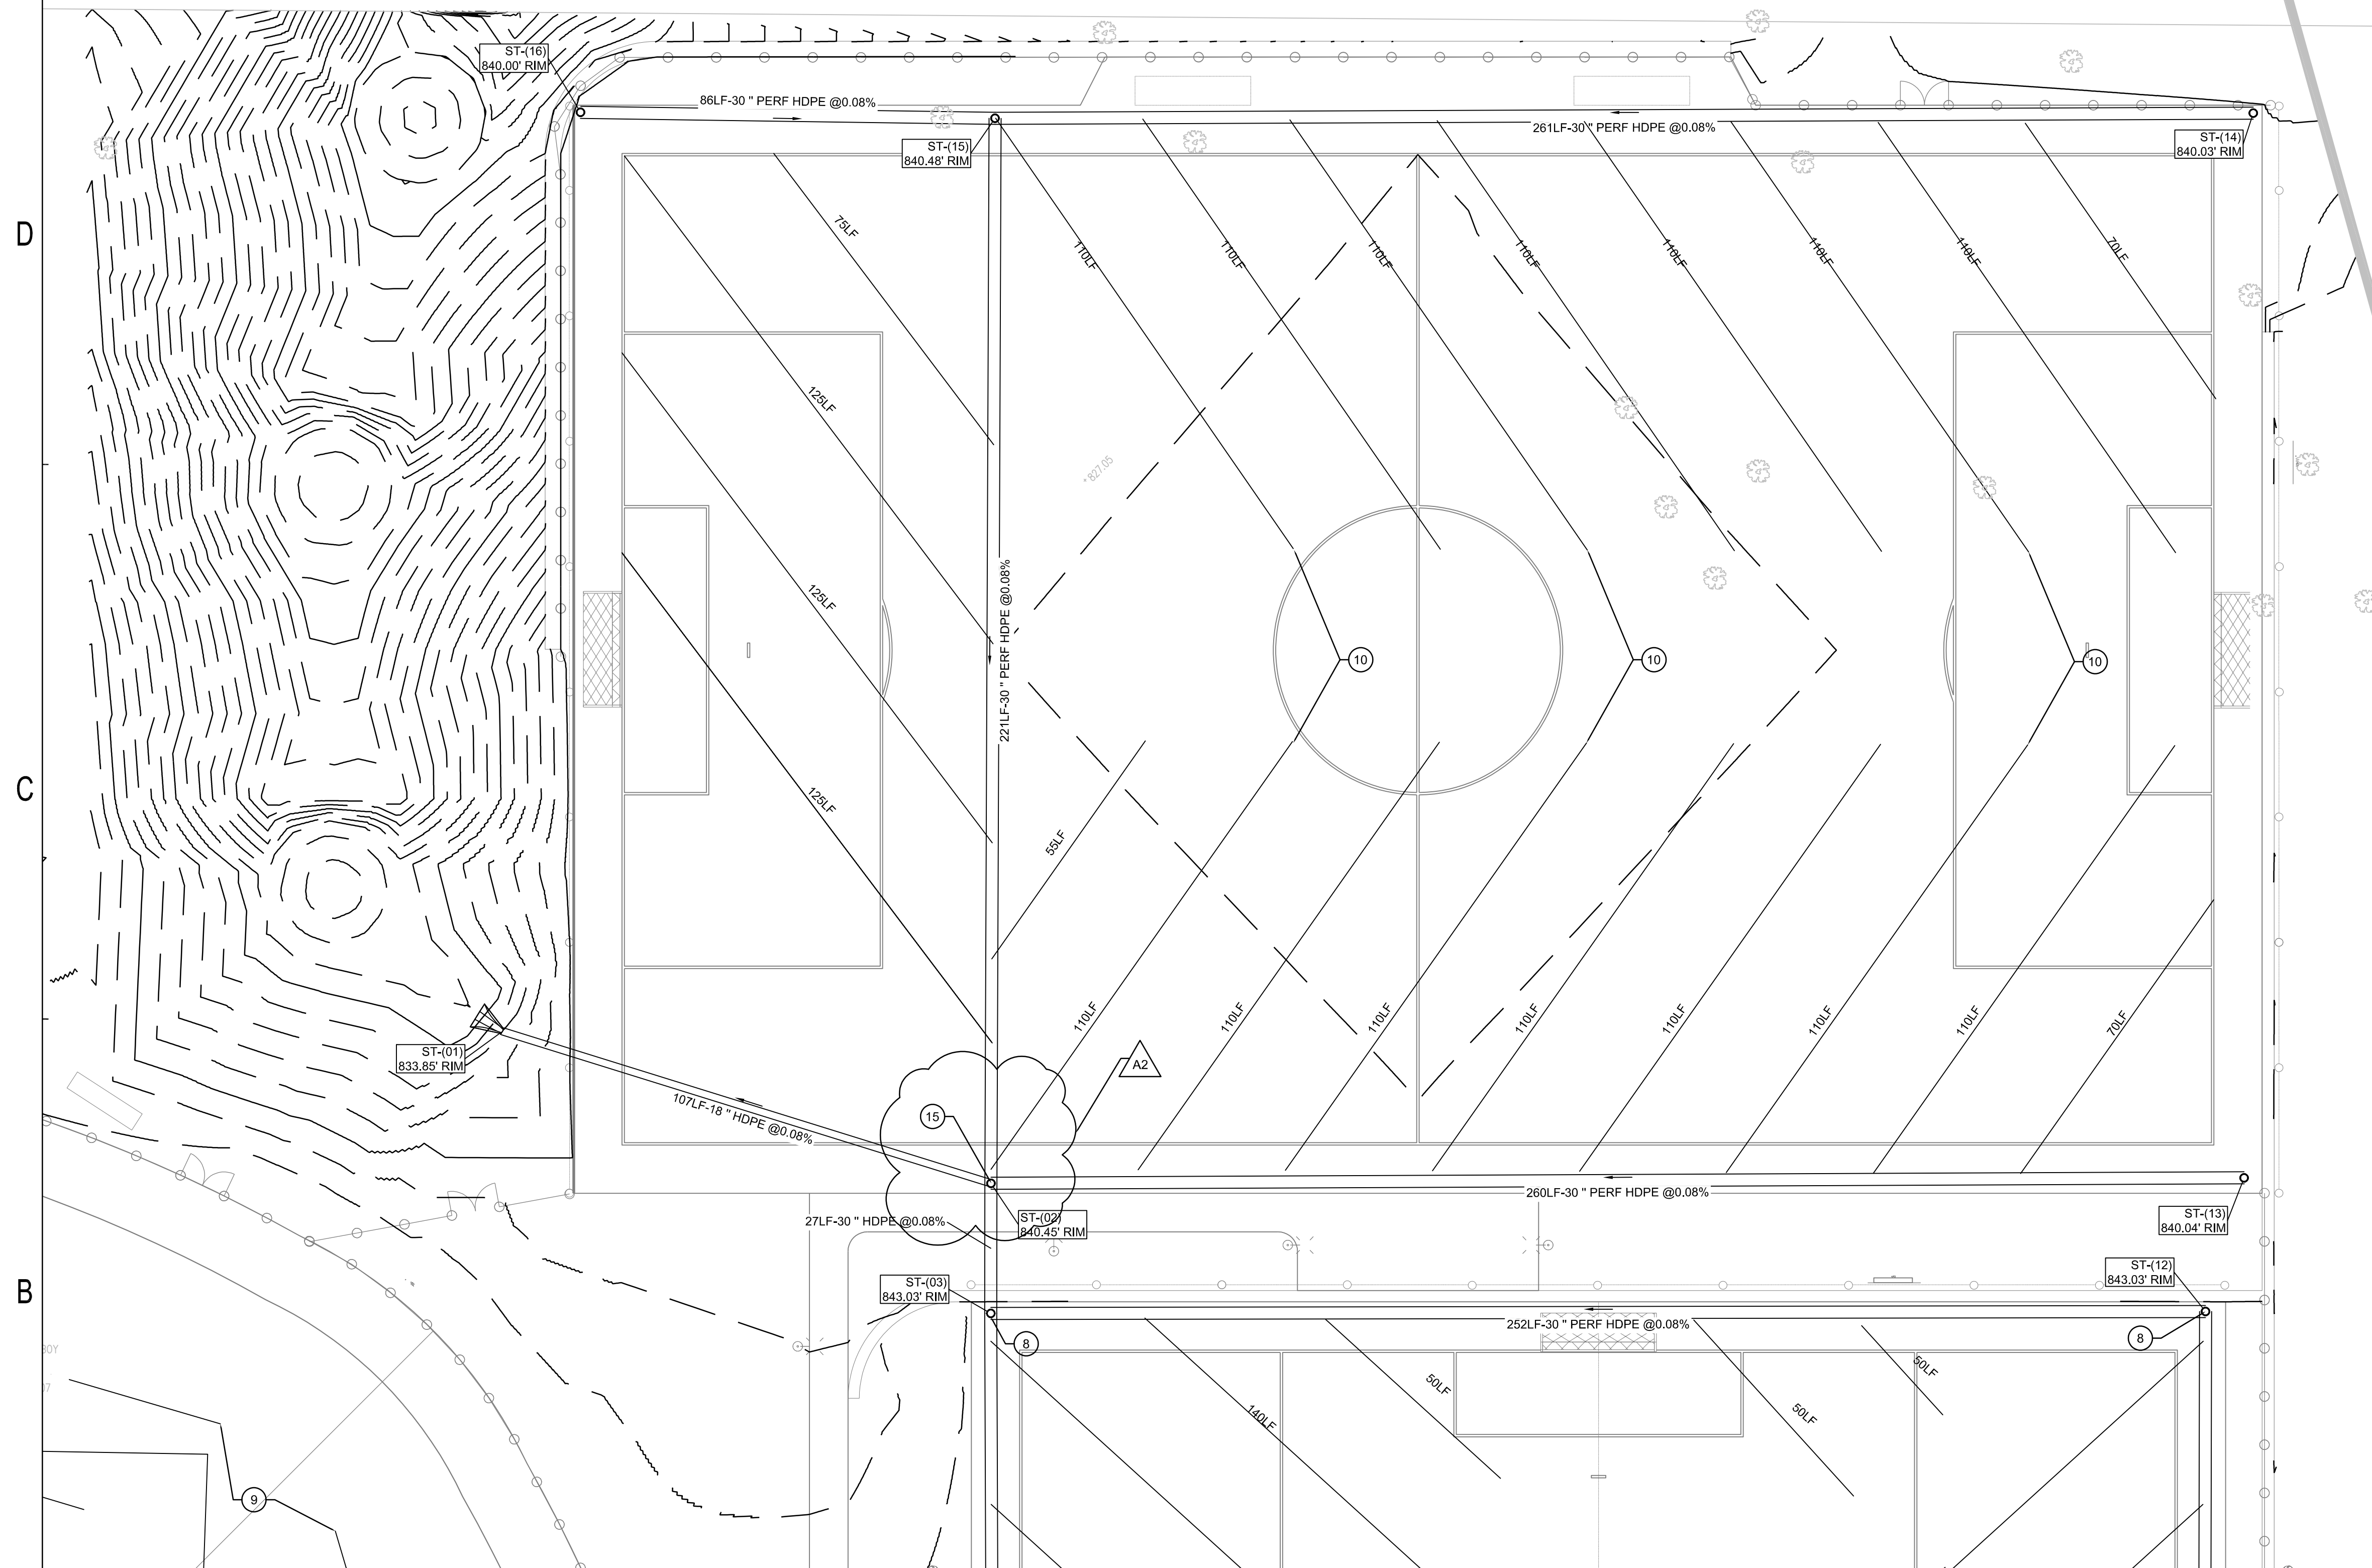 ST-(16)
840.00' RIM
86LF-30 " PERF HDPE @0.08%
261LF-30 " PERF HDPE @0.08%
ST-(15)
840.48' RIM
ST-(14)
840.03' RIM
D
75LF
110LF
110LF
110LF
110LF
110LF
110LF
110LF
70LF
125LF
827.05
125LF
221LF-30 " PERF HDPE @0.08%
10
10
10
C
125LF
55LF
110LF
110LF
110LF
110LF
110LF
110LF
110LF
70LF
ST-(01)
833.85' RIM
A2
107LF-18 " HDPE @0.08%
15
260LF-30 " PERF HDPE @0.08%
27LF-30 " HDPE @0.08%
ST-(02)
840.45' RIM
ST-(13)
840.04' RIM
B
ST-(03)
843.03' RIM
ST-(12)
843.03' RIM
252LF-30 " PERF HDPE @0.08%
8
8
50LF
50LF
140LF
50LF
9